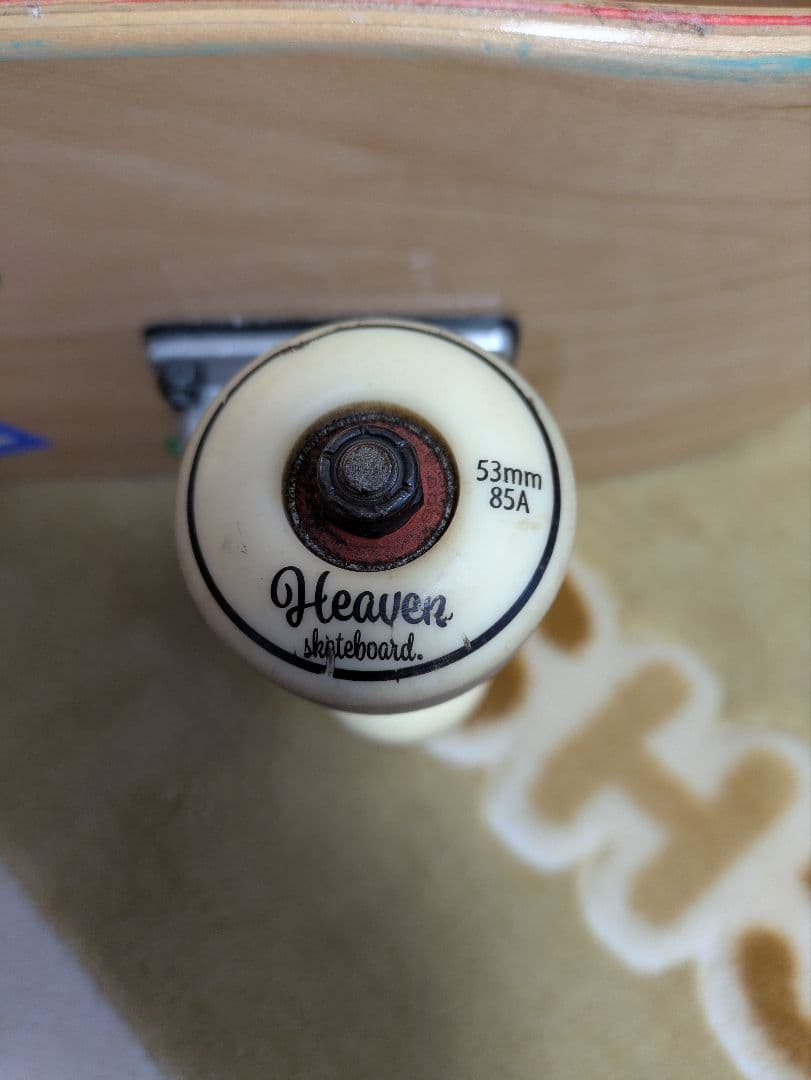 53mm
85A
Heaven
skateboard.
H